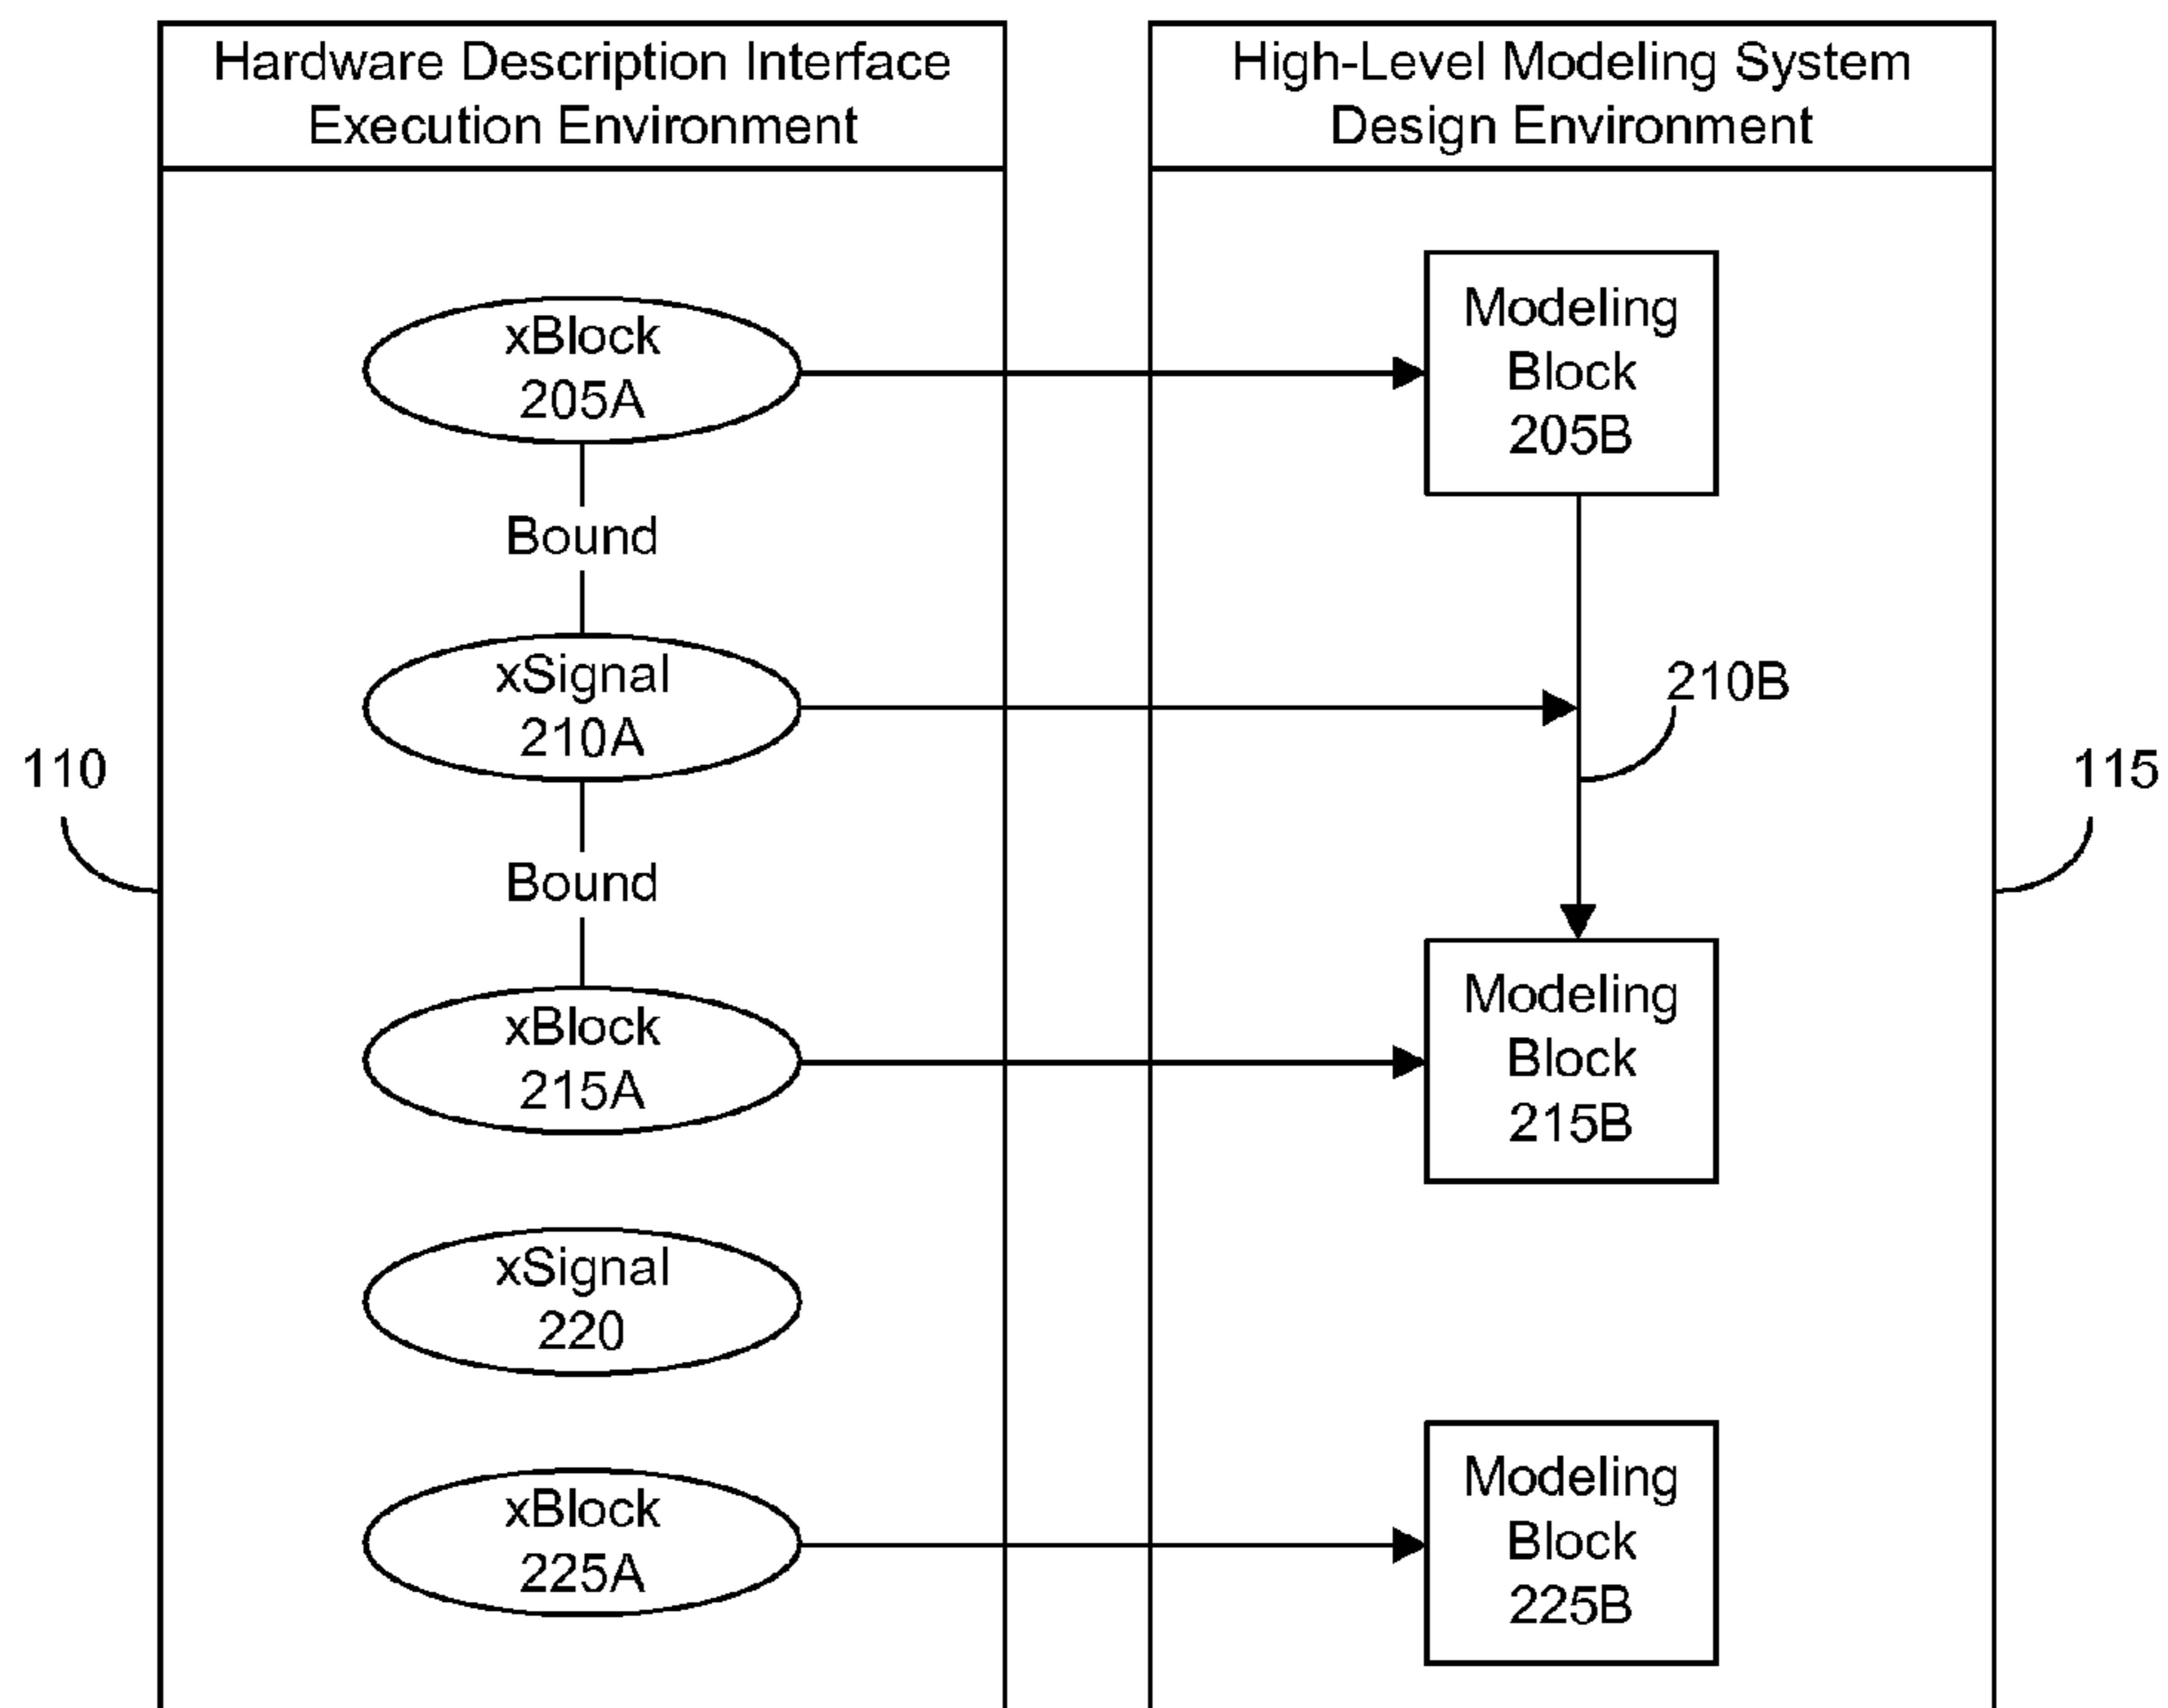 Hardware Description Interface
Execution Environment
High-Level Modeling System
Design Environment
xBlock
205A
Modeling
Block
205B
Bound
xSignal
210A
210B
110
115
Bound
xBlock
215A
Modeling
Block
215B
xSignal
220
xBlock
225A
Modeling
Block
225B